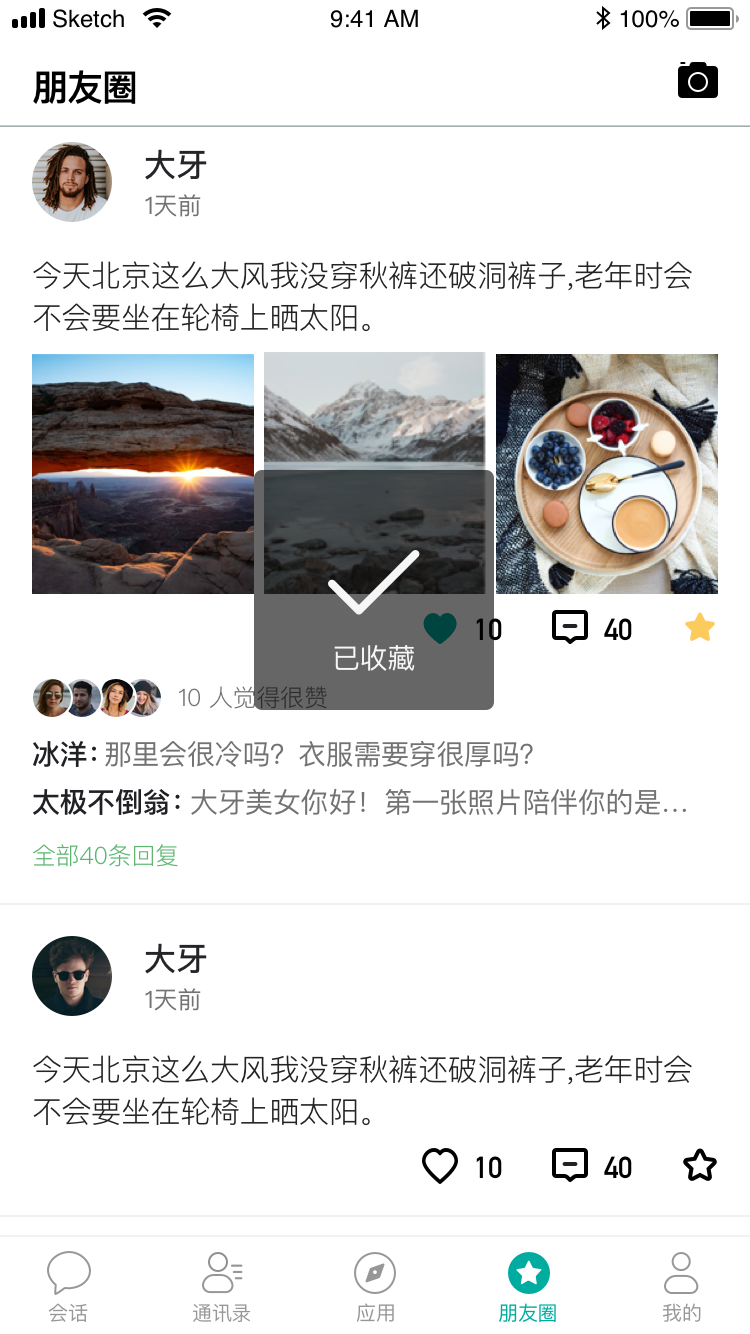 Sketch 9:41 AM 100%
朋友圈
大牙
1天前
今天北京这么大风我没穿秋裤还破洞裤子,老年时会
不会要坐在轮椅上晒太阳。
10 40
已收藏
10 人觉得很赞
冰洋: 那里会很冷吗？衣服需要穿很厚吗?
太极不倒翁: 大牙美女你好！第一张照片陪伴你的是...
全部40条回复
大牙
1天前
今天北京这么大风我没穿秋裤还破洞裤子,老年时会
不会要坐在轮椅上晒太阳。
10 40
会话 通讯录 应用 朋友圈 我的